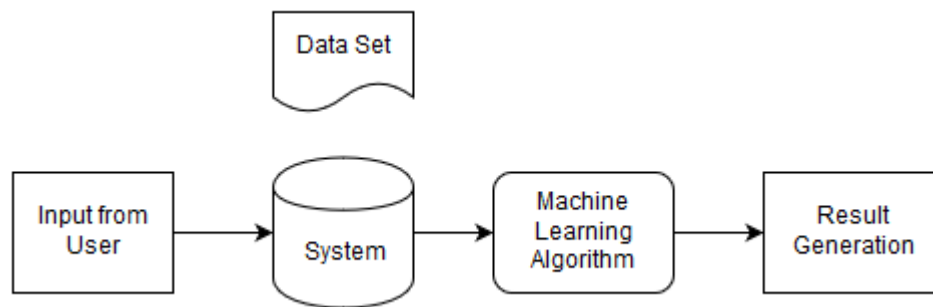 Data Set
Input from
User
System
Machine
Learning
Algorithm
Result
Generation